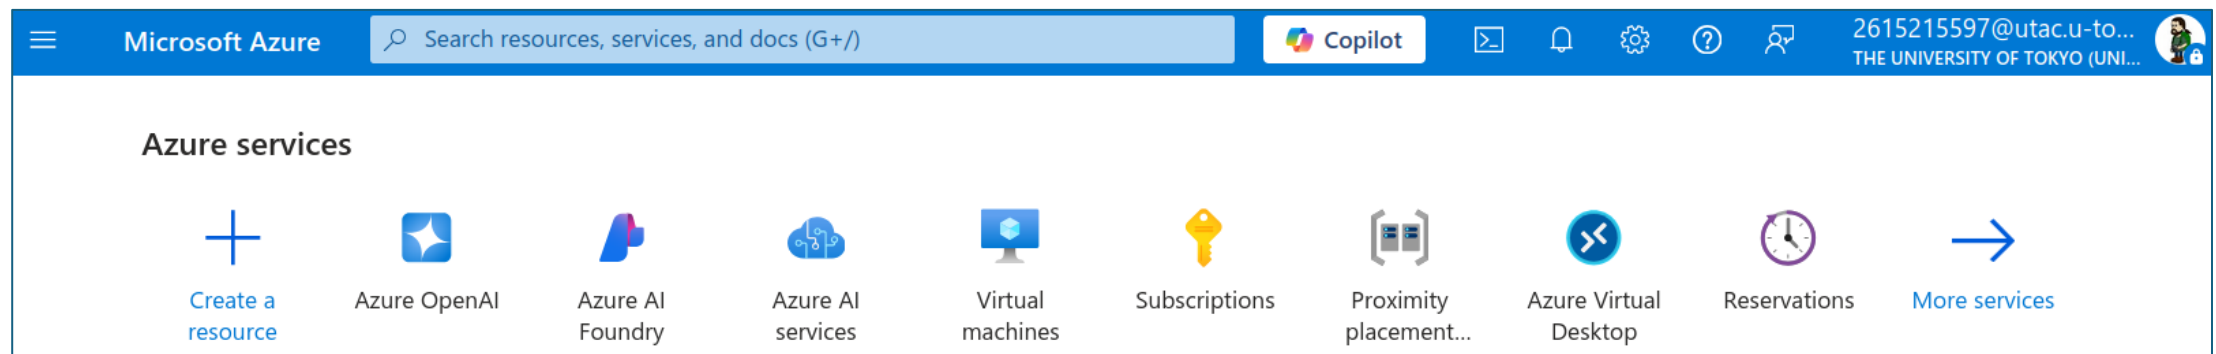 Microsoft Azure
Search resources, services, and docs (G+/)
Copilot
2615215597@utac.u-to...
THE UNIVERSITY OF TOKYO (UNI...
Azure services
Create a
resource
Azure OpenAI
Azure AI
Foundry
Azure AI
services
Virtual
machines
Subscriptions
Proximity
placement...
Azure Virtual
Desktop
Reservations
More services